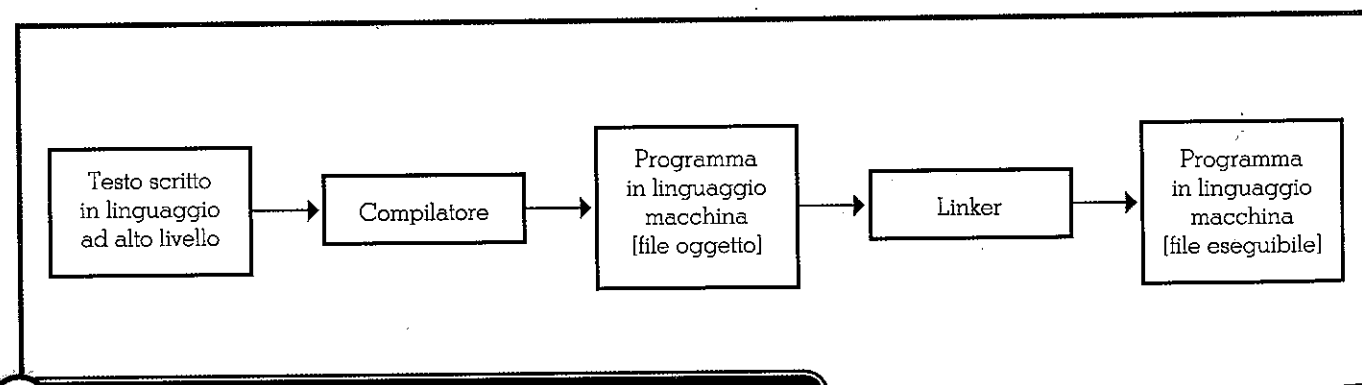 Testo scritto
in linguaggio
ad alto livello
Compilatore
Programma
in linguaggio
macchina
[file oggetto]
Linker
Programma
in linguaggio
macchina
[file eseguibile]